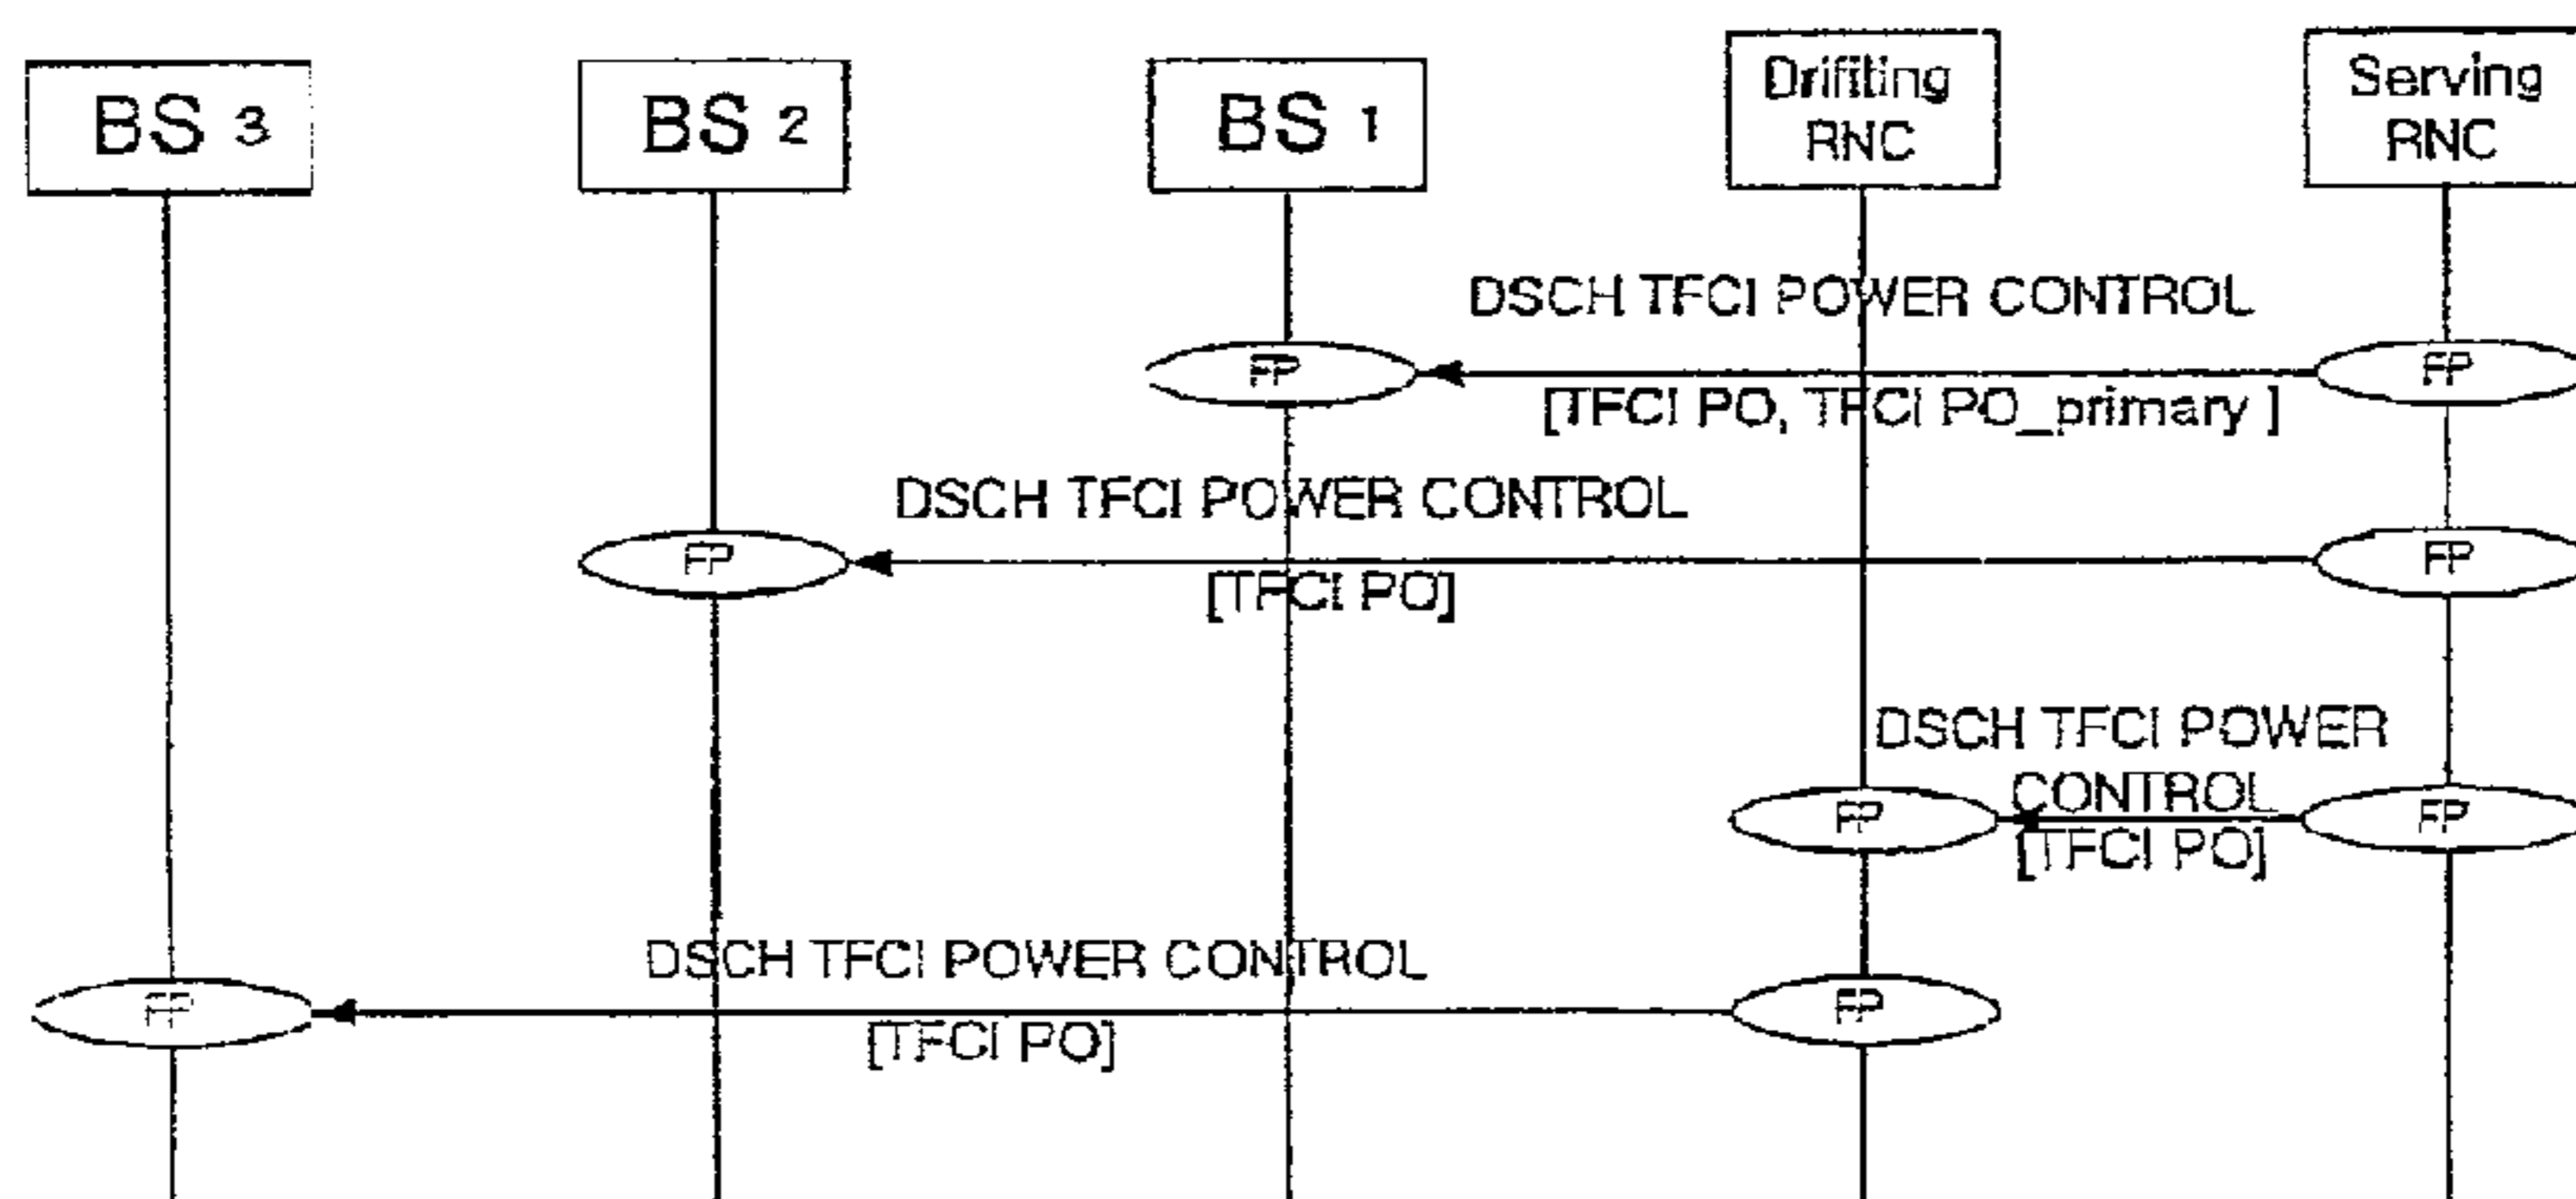 BS 3
BS 2
BS 1
Drifiting
RNC
Serving
RNC
DSCH TFCI POWER CONTROL
FP
FP
[TFCI PO, TFCI PO_primary ]
DSCH TFCI POWER CONTROL
FP
FP
[TFCI PO]
DSCH TFCI POWER
CONTROL
FP
FP
[TFCI PO]
DSCH TFCI POWER CONTROL
FP
FP
[TFCI PO]